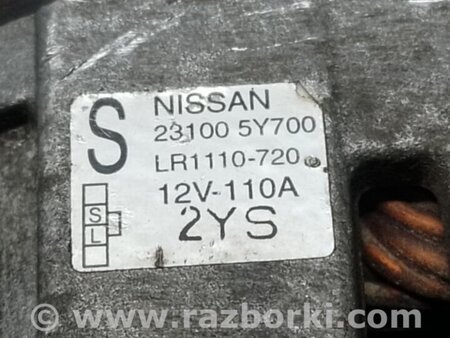 S
NISSAN
23100 5Y700
LR1110-720
12V-110A
S
L
2YS
© www.razborki.com